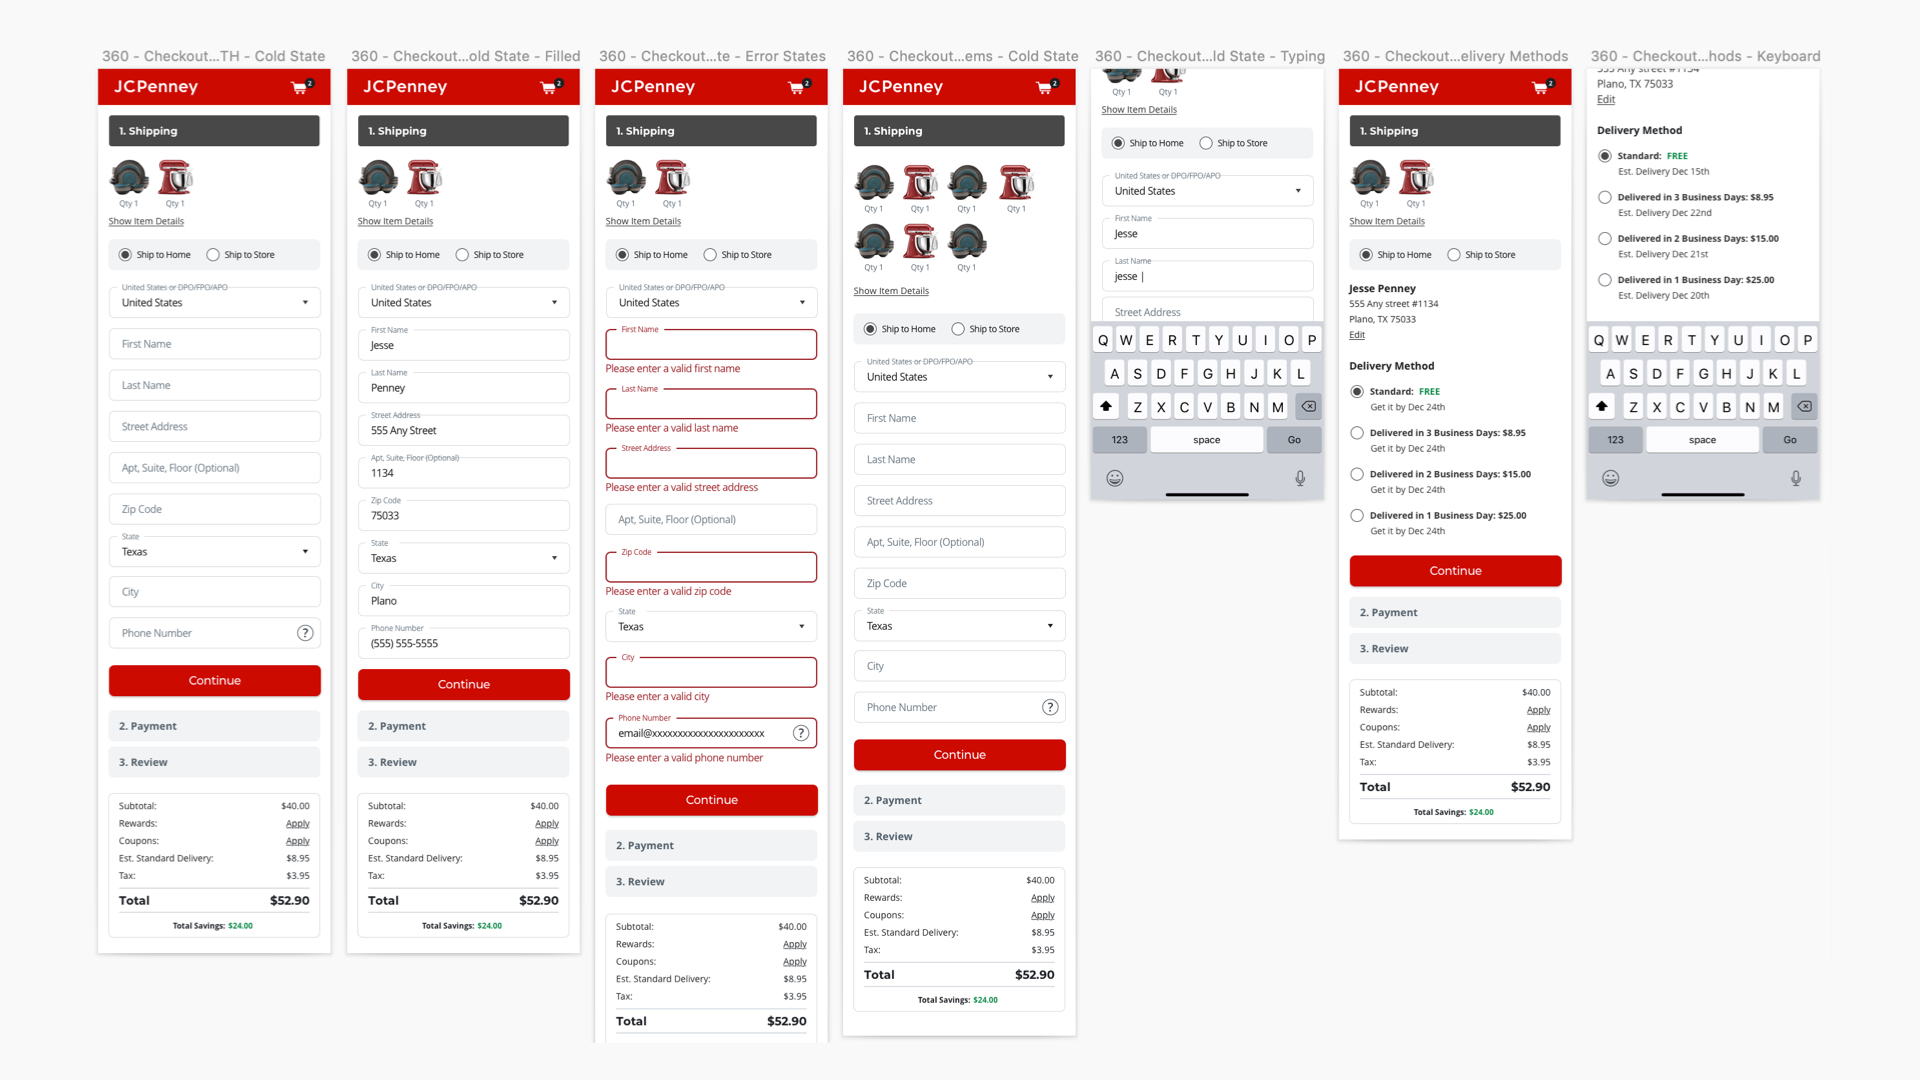 360 - Checkout...TH - Cold State
JCPenney
2
1. Shipping
Qty 1
Qty 1
Show Item Details
Ship to Home
Ship to Store
United States or DPO/FPO/APO
United States
First Name
Last Name
Street Address
Apt, Suite, Floor (Optional)
Zip Code
State
Texas
City
Phone Number
?
Continue
2. Payment
3. Review
Subtotal: $40.00
Rewards: Apply
Coupons: Apply
Est. Standard Delivery: $8.95
Tax: $3.95
Total $52.90
Total Savings: $24.00
360 - Checkout...old State - Filled
JCPenney
2
1. Shipping
Qty 1
Qty 1
Show Item Details
Ship to Home
Ship to Store
United States or DPO/FPO/APO
United States
First Name
Jesse
Last Name
Penney
Street Address
555 Any Street
Apt, Suite, Floor (Optional)
1134
Zip Code
75033
State
Texas
City
Plano
Phone Number
(555) 555-5555
Continue
2. Payment
3. Review
Subtotal: $40.00
Rewards: Apply
Coupons: Apply
Est. Standard Delivery: $8.95
Tax: $3.95
Total $52.90
Total Savings: $24.00
360 - Checkout...te - Error States
JCPenney
2
1. Shipping
Qty 1
Qty 1
Show Item Details
Ship to Home
Ship to Store
United States or DPO/FPO/APO
United States
First Name
Please enter a valid first name
Last Name
Please enter a valid last name
Street Address
Please enter a valid street address
Apt, Suite, Floor (Optional)
Zip Code
Please enter a valid zip code
State
Texas
City
Please enter a valid city
Phone Number
email@xxxxxxxxxxxxxxxxxxxxxx
?
Please enter a valid phone number
Continue
2. Payment
3. Review
Subtotal: $40.00
Rewards: Apply
Coupons: Apply
Est. Standard Delivery: $8.95
Tax: $3.95
Total $52.90
360 - Checkout...ems - Cold State
JCPenney
2
1. Shipping
Qty 1
Qty 1
Qty 1
Qty 1
Qty 1
Qty 1
Qty 1
Show Item Details
Ship to Home
Ship to Store
United States or DPO/FPO/APO
United States
First Name
Last Name
Street Address
Apt, Suite, Floor (Optional)
Zip Code
State
Texas
City
Phone Number
?
Continue
2. Payment
3. Review
Subtotal: $40.00
Rewards: Apply
Coupons: Apply
Est. Standard Delivery: $8.95
Tax: $3.95
Total $52.90
Total Savings: $24.00
360 - Checkout...ld State - Typing
Qty 1
Qty 1
Show Item Details
Ship to Home
Ship to Store
United States or DPO/FPO/APO
United States
First Name
Jesse
Last Name
jesse |
Street Address
Q W E R T Y U I O P
A S D F G H J K L
Z X C V B N M
123 space Go
360 - Checkout...elivery Methods
JCPenney
2
1. Shipping
Qty 1
Qty 1
Show Item Details
Ship to Home
Ship to Store
Jesse Penney
555 Any street #1134
Plano, TX 75033
Edit
Delivery Method
Standard: FREE
Get it by Dec 24th
Delivered in 3 Business Days: $8.95
Get it by Dec 24th
Delivered in 2 Business Days: $15.00
Get it by Dec 24th
Delivered in 1 Business Day: $25.00
Get it by Dec 24th
Continue
2. Payment
3. Review
Subtotal: $40.00
Rewards: Apply
Coupons: Apply
Est. Standard Delivery: $8.95
Tax: $3.95
Total $52.90
Total Savings: $24.00
360 - Checkout...hods - Keyboard
555 Any street #1134
Plano, TX 75033
Edit
Delivery Method
Standard: FREE
Est. Delivery Dec 15th
Delivered in 3 Business Days: $8.95
Est. Delivery Dec 22nd
Delivered in 2 Business Days: $15.00
Est. Delivery Dec 21st
Delivered in 1 Business Days: $25.00
Est. Delivery Dec 20th
Q W E R T Y U I O P
A S D F G H J K L
Z X C V B N M
123 space Go